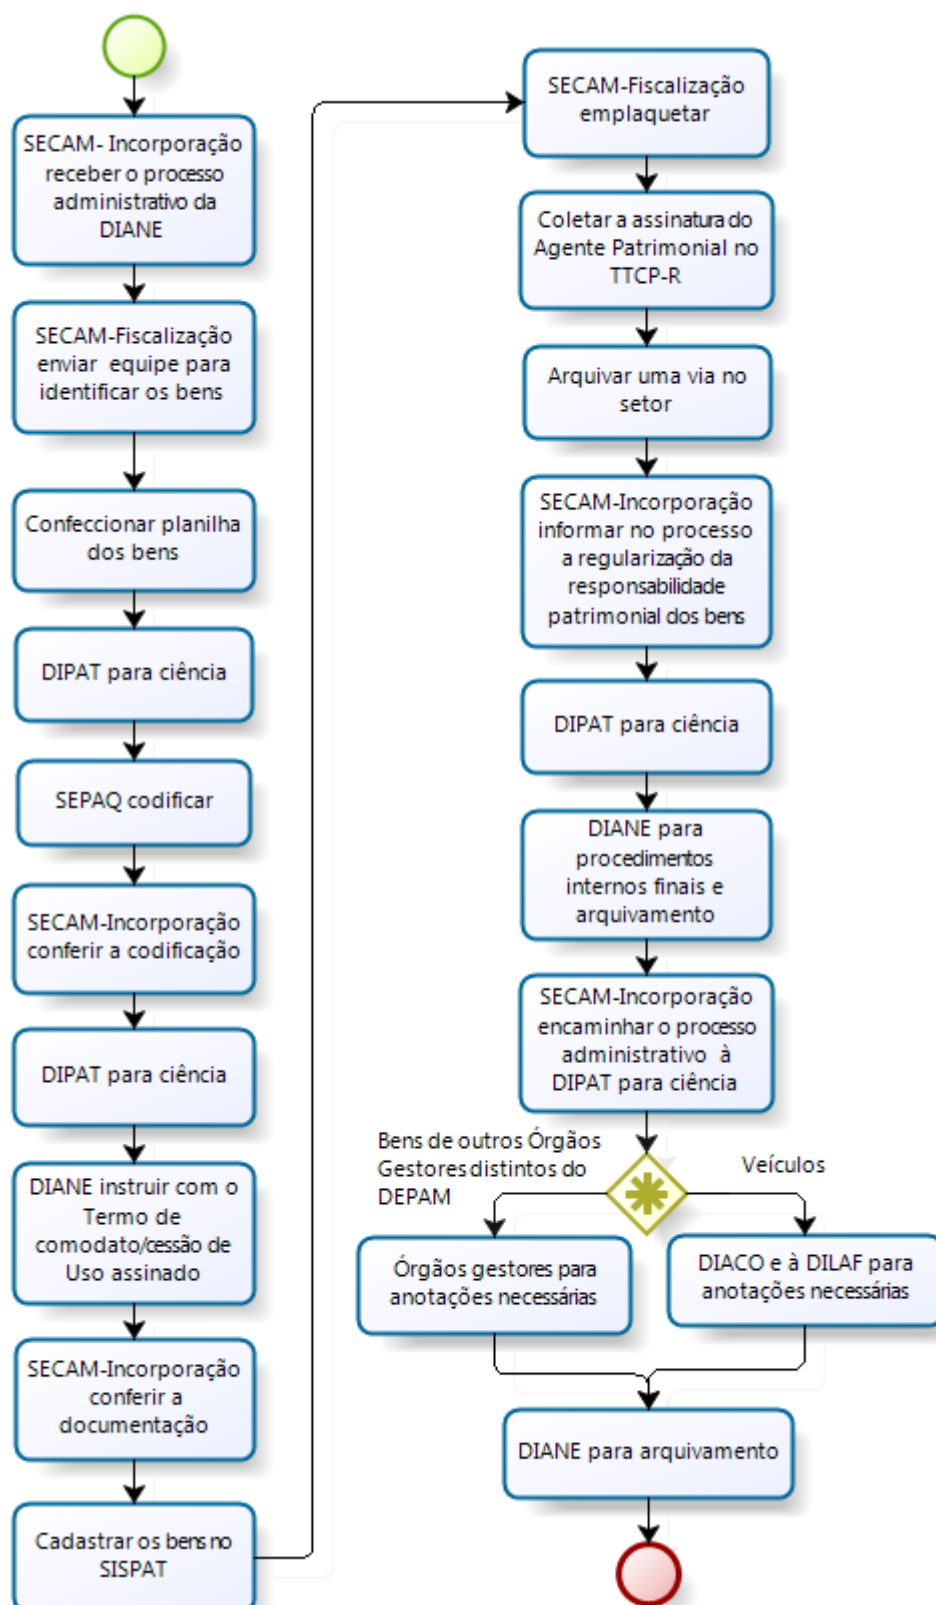 SECAM- Incorporação
receber o processo
administrativo da
DIANE
SECAM-Fiscalização
enviar equipe para
identificar os bens
Confeccionar planilha
dos bens
DIPAT para ciência
SEPAQ codificar
SECAM-Incorporação
conferir a codificação
DIPAT para ciência
DIANE instruir com o
Termo de
comodato/cessão de
Uso assinado
SECAM-Incorporação
conferir a
documentação
Cadastrar os bens no
SISPAT
SECAM-Fiscalização
emplaquetar
Coletar a assinatura do
Agente Patrimonial no
TTCP-R
Arquivar uma via no
setor
SECAM-Incorporação
informar no processo
a regularização da
responsabilidade
patrimonial dos bens
DIPAT para ciência
DIANE para
procedimentos
internos finais e
arquivamento
SECAM-Incorporação
encaminhar o processo
administrativo à
DIPAT para ciência
Bens de outros Órgãos
Gestores distintos do
DEPAM
Veículos
Órgãos gestores para
anotações necessárias
DIACO e à DILAF para
anotações necessárias
DIANE para arquivamento